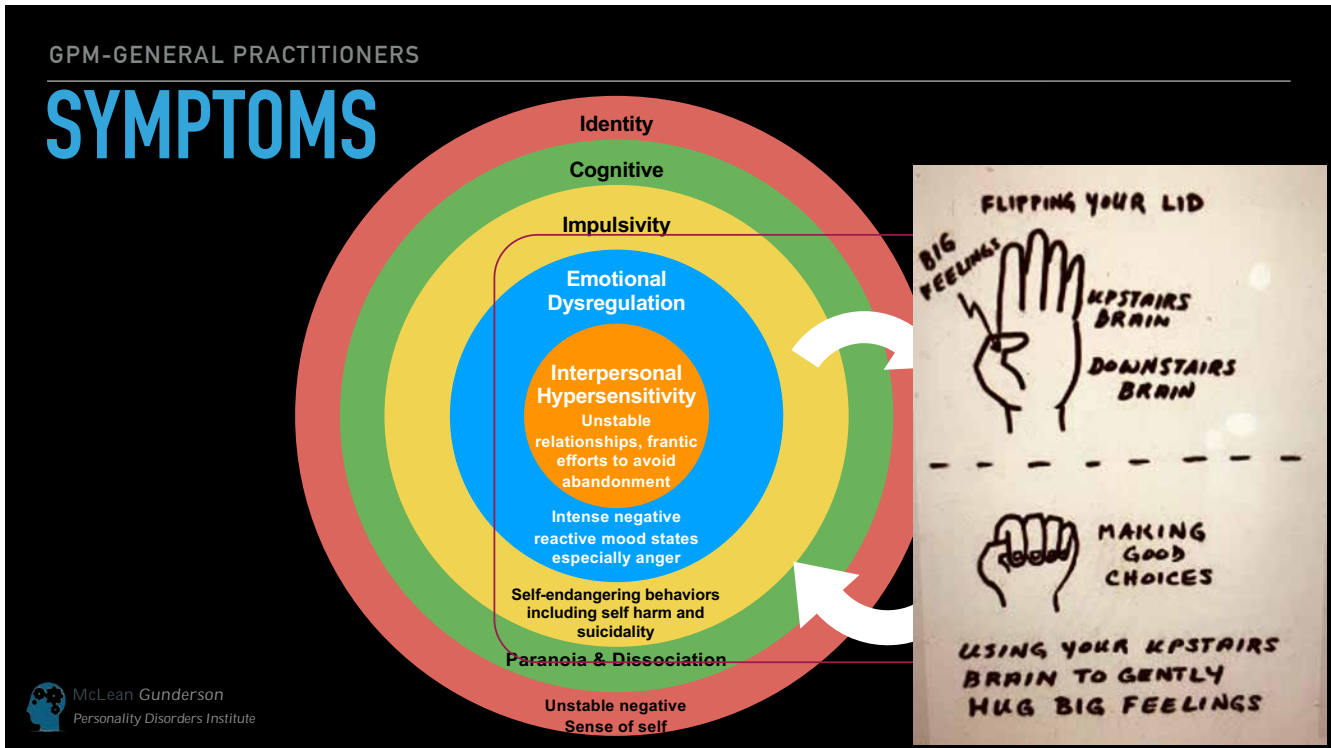 GPM-GENERAL PRACTITIONERS
SYMPTOMS
Identity
Cognitive
Impulsivity
Emotional
Dysregulation
Interpersonal
Hypersensitivity
Unstable
relationships, frantic
efforts to avoid
abandonment
Intense negative
reactive mood states
especially anger
Self-endangering behaviors
including self harm and
suicidality
Paranoia & Dissociation
Unstable negative
Sense of self
FLIPPING YOUR LID
BIG
FEELINGS
UPSTAIRS
BRAIN
DOWNSTAIRS
BRAIN
MAKING
GOOD
CHOICES
USING YOUR UPSTAIRS
BRAIN TO GENTLY
HUG BIG FEELINGS
McLean Gunderson
Personality Disorders Institute